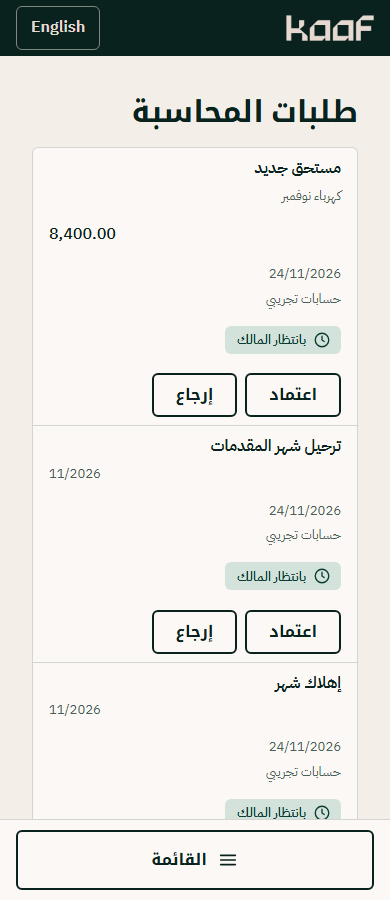 kaaf
English
طلبات المحاسبة
مستحق جديد
كهرباء نوفمبر
8,400.00
24/11/2026
حسابات تجريبي
بانتظار المالك
اعتماد
إرجاع
ترحيل شهر المقدمات
11/2026
24/11/2026
حسابات تجريبي
بانتظار المالك
اعتماد
إرجاع
إهلاك شهر
11/2026
24/11/2026
حسابات تجريبي
بانتظار المالك
القائمة